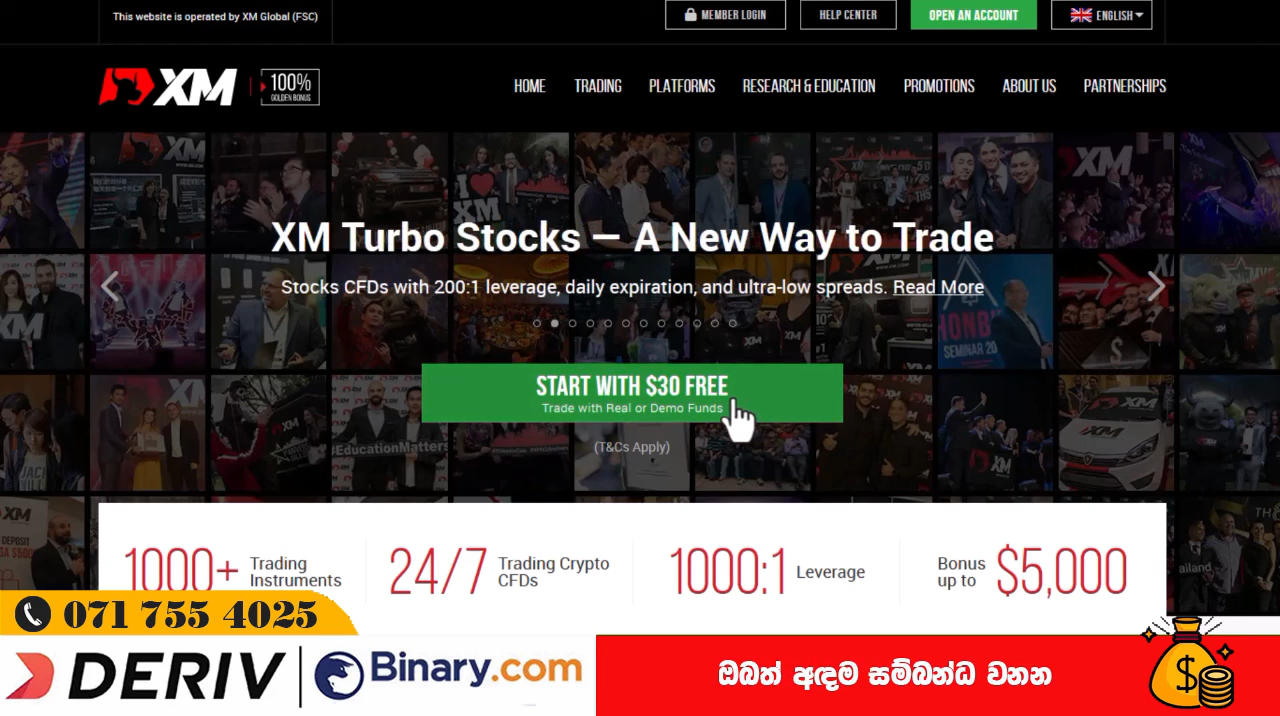 This website is operated by XM Global (FSC)
MEMBER LOGIN
HELP CENTER
OPEN AN ACCOUNT
ENGLISH
XM
100%
GOLDEN BONUS
HOME
TRADING
PLATFORMS
RESEARCH & EDUCATION
PROMOTIONS
ABOUT US
PARTNERSHIPS
XM Turbo Stocks — A New Way to Trade
Stocks CFDs with 200:1 leverage, daily expiration, and ultra-low spreads. Read More
START WITH $30 FREE
Trade with Real or Demo Funds
(T&Cs Apply)
#EducationMatters
1000+ Trading
Instruments
24/7 Trading Crypto
CFDs
1000:1 Leverage
Bonus
up to $5,000
071 755 4025
DERIV
Binary.com
ඔබත් අදම සම්බන්ධ වනන